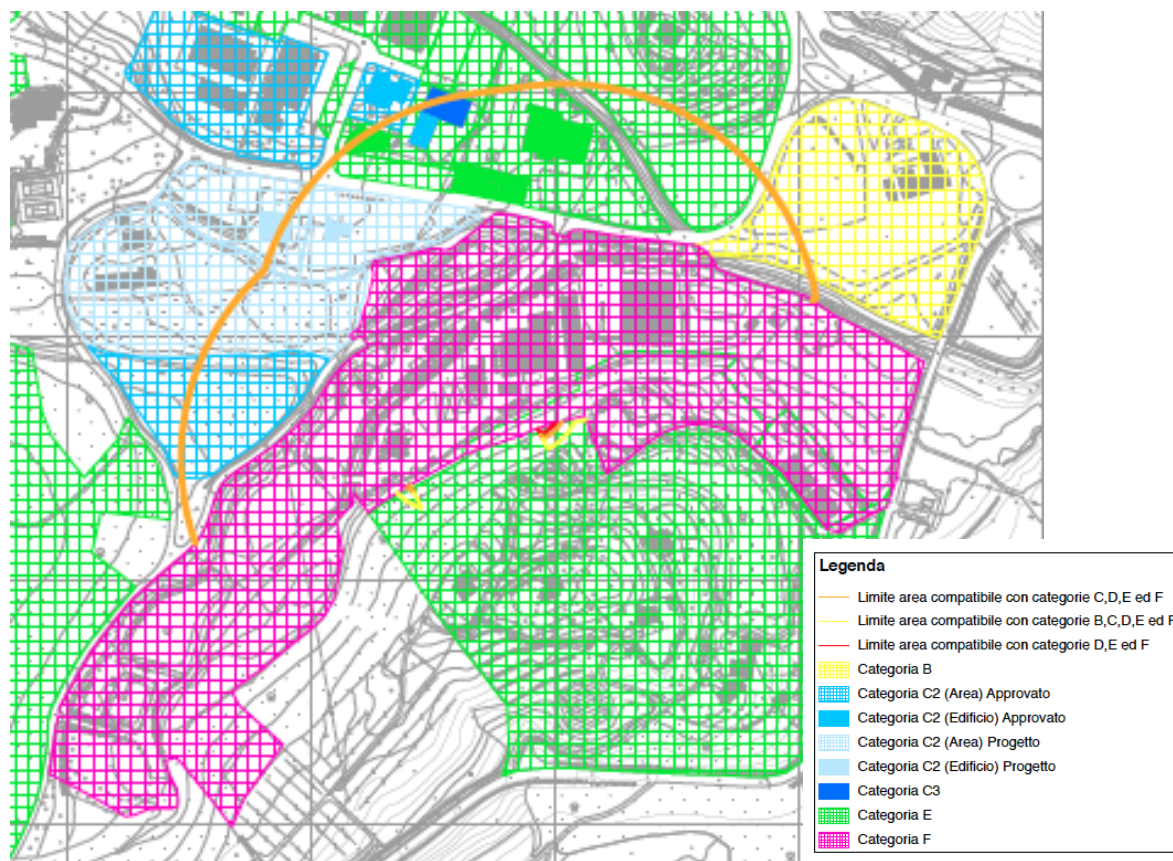 Legenda
Limite area compatibile con categorie C,D,E ed F
Limite area compatibile con categorie B,C,D,E ed F
Limite area compatibile con categorie D,E ed F
Categoria B
Categoria C2 (Area) Approvato
Categoria C2 (Edificio) Approvato
Categoria C2 (Area) Progetto
Categoria C2 (Edificio) Progetto
Categoria C3
Categoria E
Categoria F